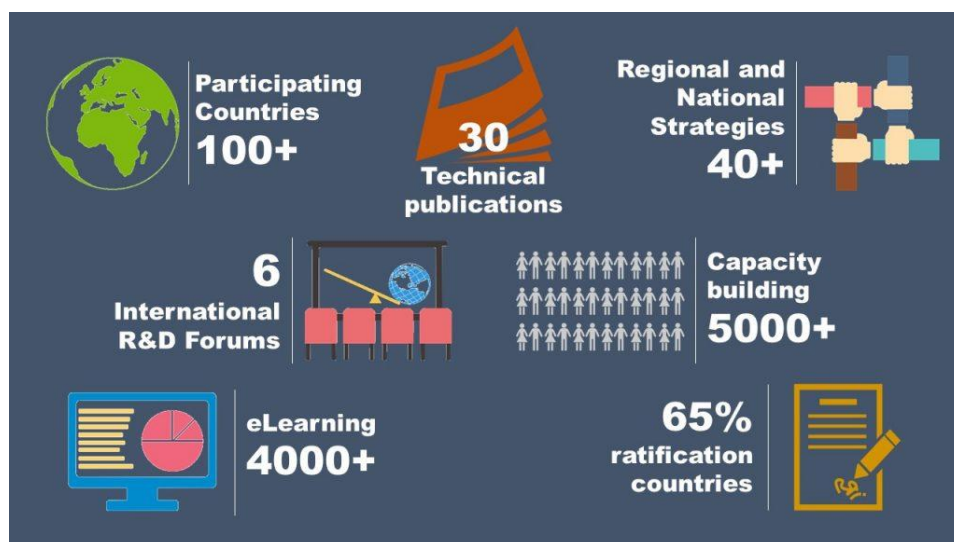 Participating
Countries
100+
30
Technical
publications
Regional and
National
Strategies
40+
6
International
R&D Forums
Capacity
building
5000+
eLearning
4000+
65%
ratification
countries